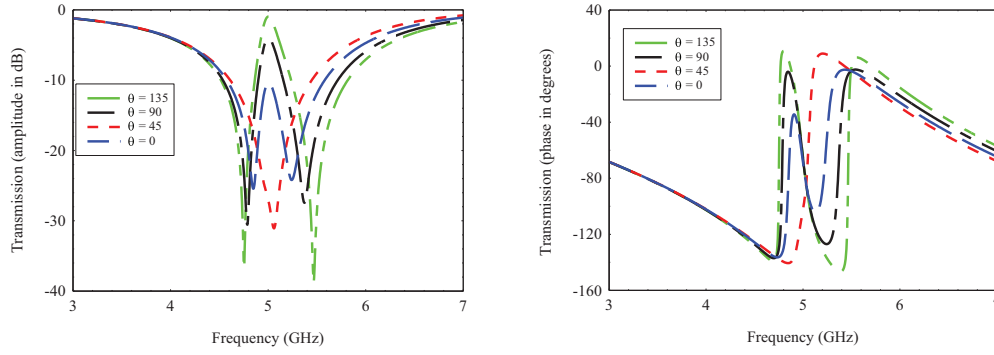 Transmission (amplitude in dB)
0
-10
-20
-30
-40
3
4
5
6
7
Frequency (GHz)
θ = 135
θ = 90
θ = 45
θ = 0
Transmission (phase in degrees)
40
0
-40
-80
-120
-160
3
4
5
6
7
Frequency (GHz)
θ = 135
θ = 90
θ = 45
θ = 0